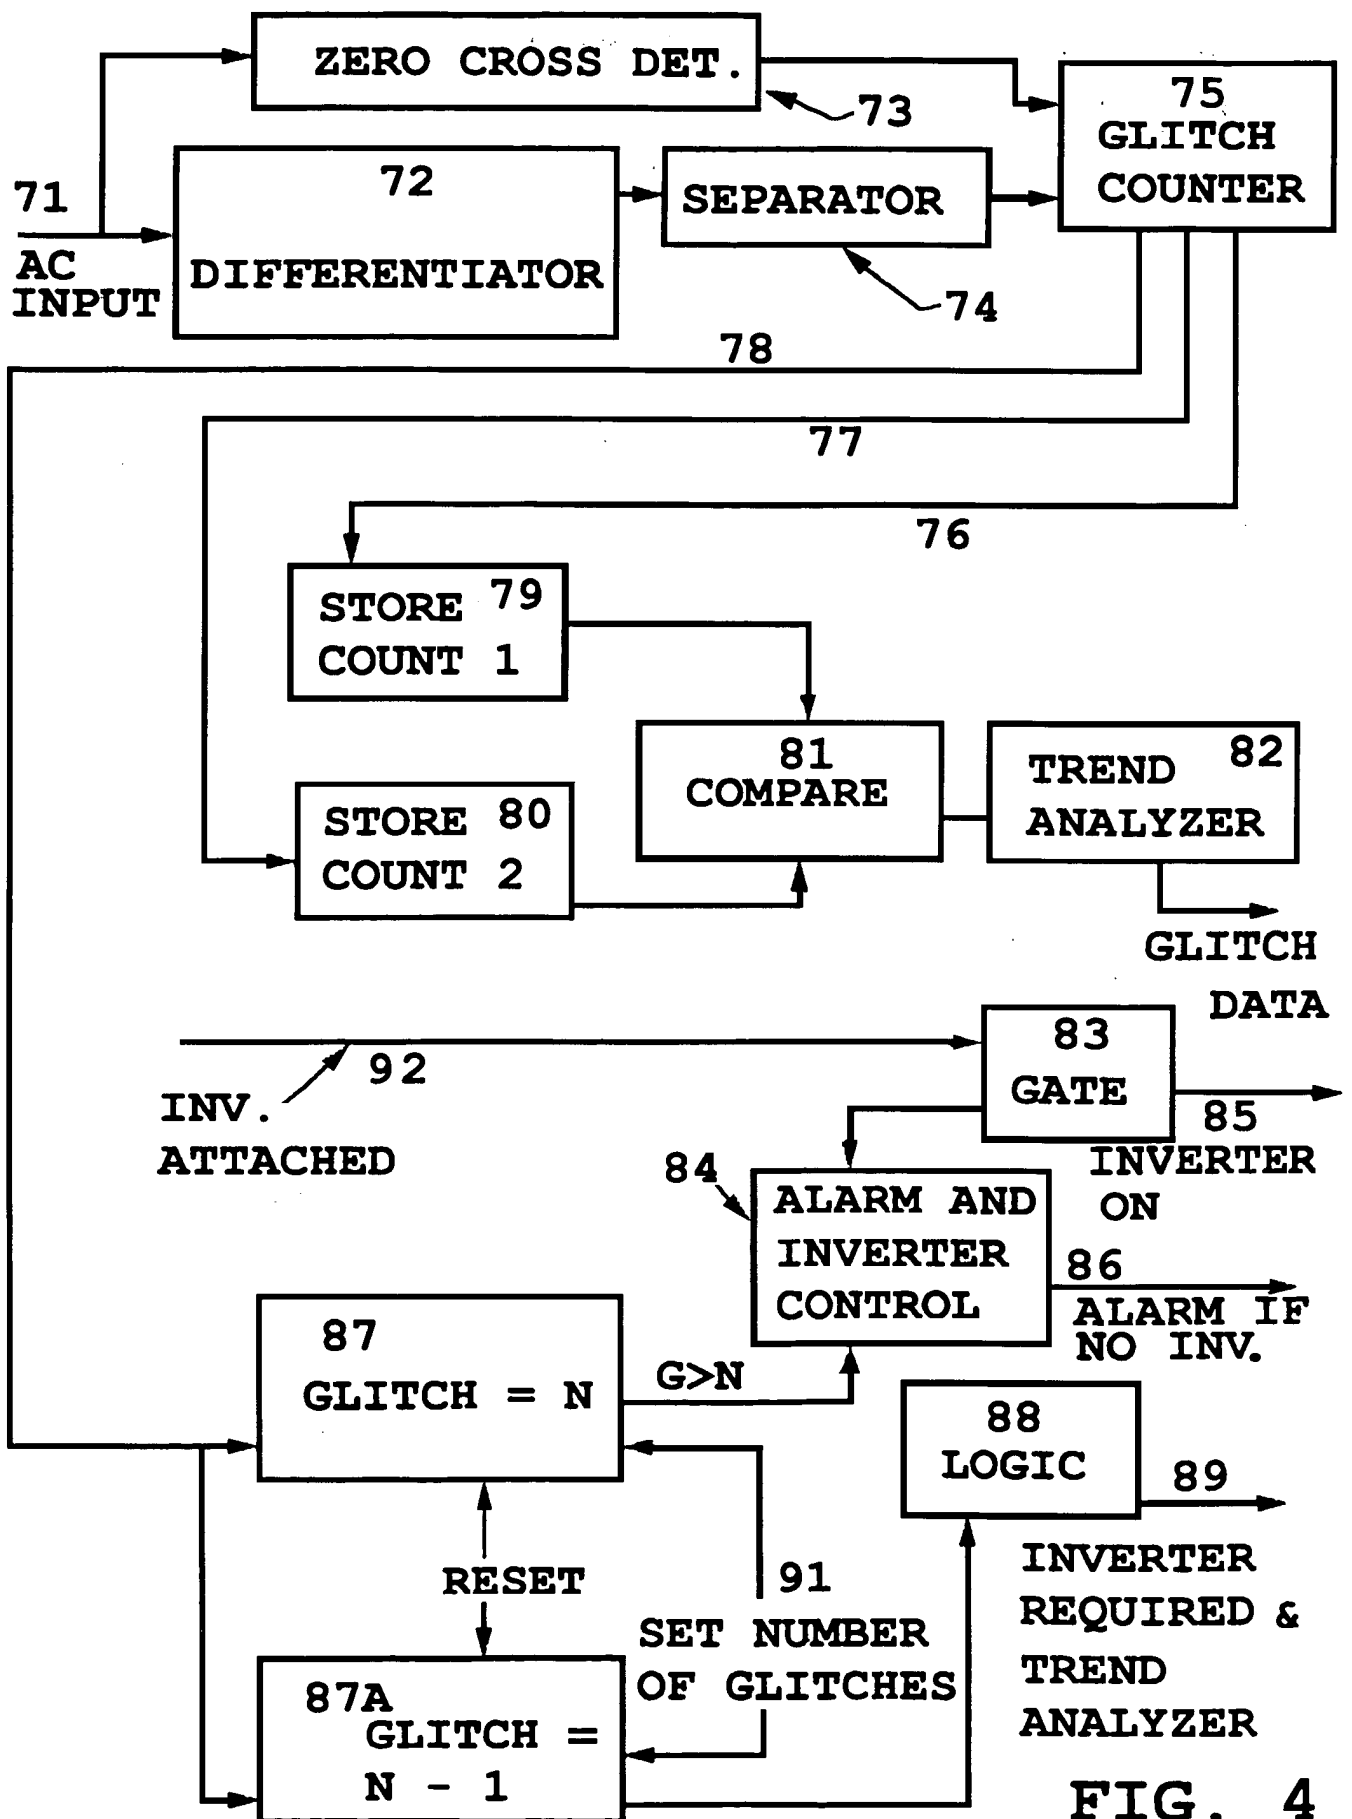 ZERO CROSS DET.
73
75
GLITCH
COUNTER
72
DIFFERENTIATOR
SEPARATOR
74
71
AC
INPUT
78
77
76
STORE 79
COUNT 1
STORE 80
COUNT 2
81
COMPARE
TREND 82
ANALYZER
GLITCH
DATA
92
INV.
ATTACHED
83
GATE
85
INVERTER
ON
84
ALARM AND
INVERTER
CONTROL
86
ALARM IF
NO INV.
87
GLITCH = N
G>N
88
LOGIC
89
INVERTER
REQUIRED &
TREND
ANALYZER
RESET
91
SET NUMBER
OF GLITCHES
87A
GLITCH =
N - 1
FIG. 4